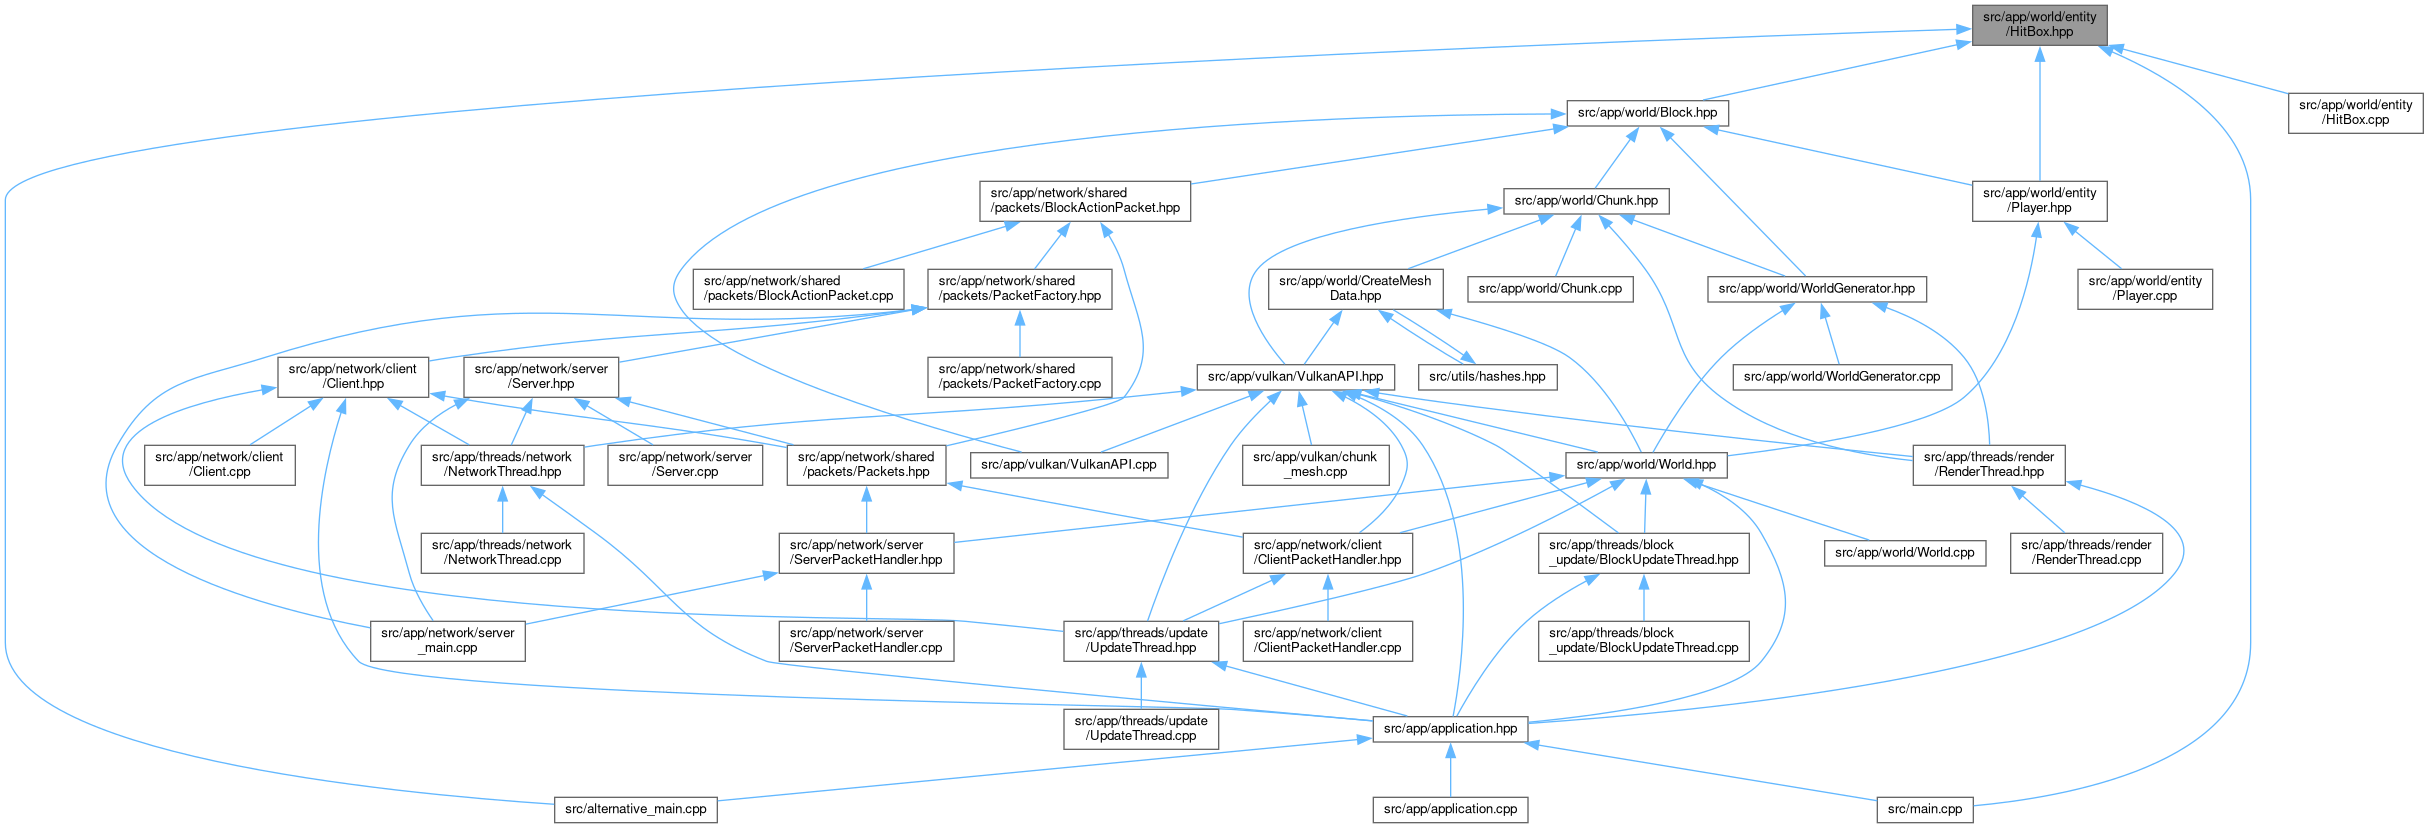 src/app/world/entity
/HitBox.hpp
src/app/world/Block.hpp
src/app/world/entity
/HitBox.cpp
src/app/network/shared
/packets/BlockActionPacket.hpp
src/app/world/Chunk.hpp
src/app/world/entity
/Player.hpp
src/app/network/shared
/packets/BlockActionPacket.cpp
src/app/network/shared
/packets/PacketFactory.hpp
src/app/world/CreateMesh
Data.hpp
src/app/world/Chunk.cpp
src/app/world/WorldGenerator.hpp
src/app/world/entity
/Player.cpp
src/app/network/client
/Client.hpp
src/app/network/server
/Server.hpp
src/app/network/shared
/packets/PacketFactory.cpp
src/app/vulkan/VulkanAPI.hpp
src/utils/hashes.hpp
src/app/world/WorldGenerator.cpp
src/app/network/client
/Client.cpp
src/app/threads/network
/NetworkThread.hpp
src/app/network/server
/Server.cpp
src/app/network/shared
/packets/Packets.hpp
src/app/vulkan/VulkanAPI.cpp
src/app/vulkan/chunk
_mesh.cpp
src/app/world/World.hpp
src/app/threads/render
/RenderThread.hpp
src/app/threads/network
/NetworkThread.cpp
src/app/network/server
/ServerPacketHandler.hpp
src/app/network/client
/ClientPacketHandler.hpp
src/app/threads/block
_update/BlockUpdateThread.hpp
src/app/world/World.cpp
src/app/threads/render
/RenderThread.cpp
src/app/network/server
_main.cpp
src/app/network/server
/ServerPacketHandler.cpp
src/app/threads/update
/UpdateThread.hpp
src/app/network/client
/ClientPacketHandler.cpp
src/app/threads/block
_update/BlockUpdateThread.cpp
src/app/threads/update
/UpdateThread.cpp
src/app/application.hpp
src/alternative_main.cpp
src/app/application.cpp
src/main.cpp